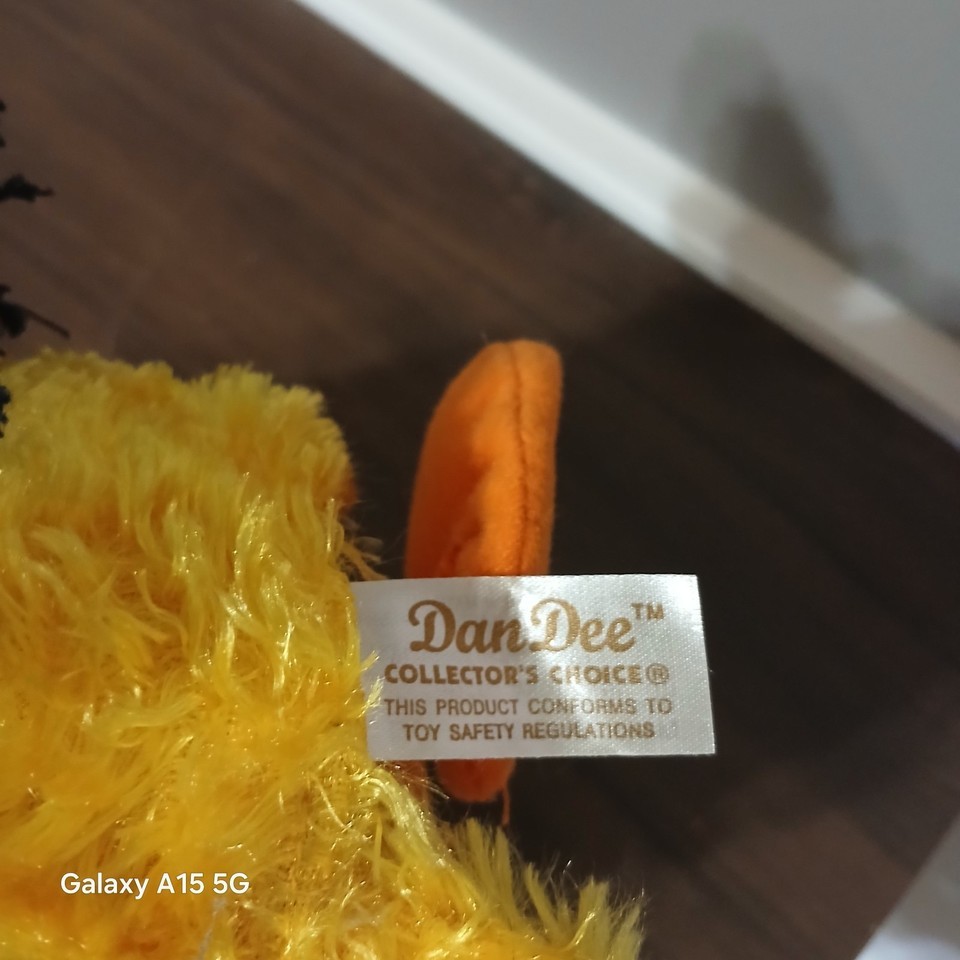 DanDee™
COLLECTOR'S CHOICE®
THIS PRODUCT CONFORMS TO
TOY SAFETY REGULATIONS
Galaxy A15 5G